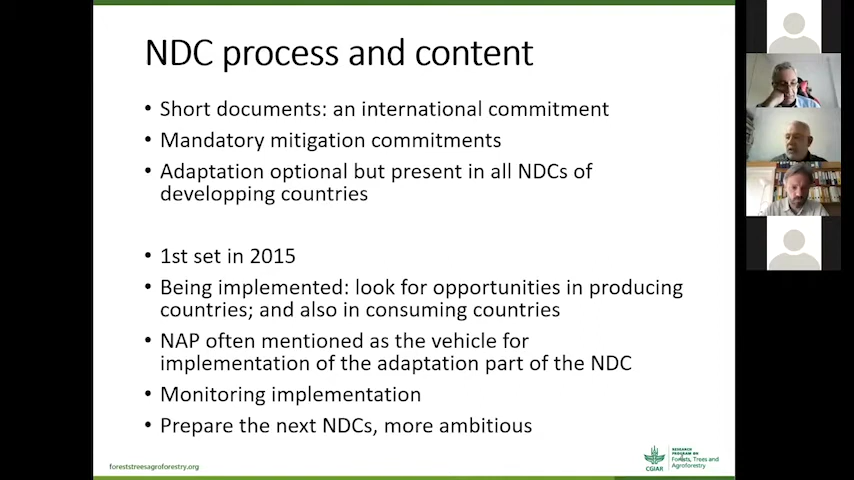 NDC process and content
• Short documents: an international commitment
• Mandatory mitigation commitments
• Adaptation optional but present in all NDCs of
developping countries
• 1st set in 2015
• Being implemented: look for opportunities in producing
countries; and also in consuming countries
• NAP often mentioned as the vehicle for
implementation of the adaptation part of the NDC
• Monitoring implementation
• Prepare the next NDCs, more ambitious
foreststreesagroforestry.org
CGIAR
RESEARCH
PROGRAM ON
Forests, Trees and
Agroforestry